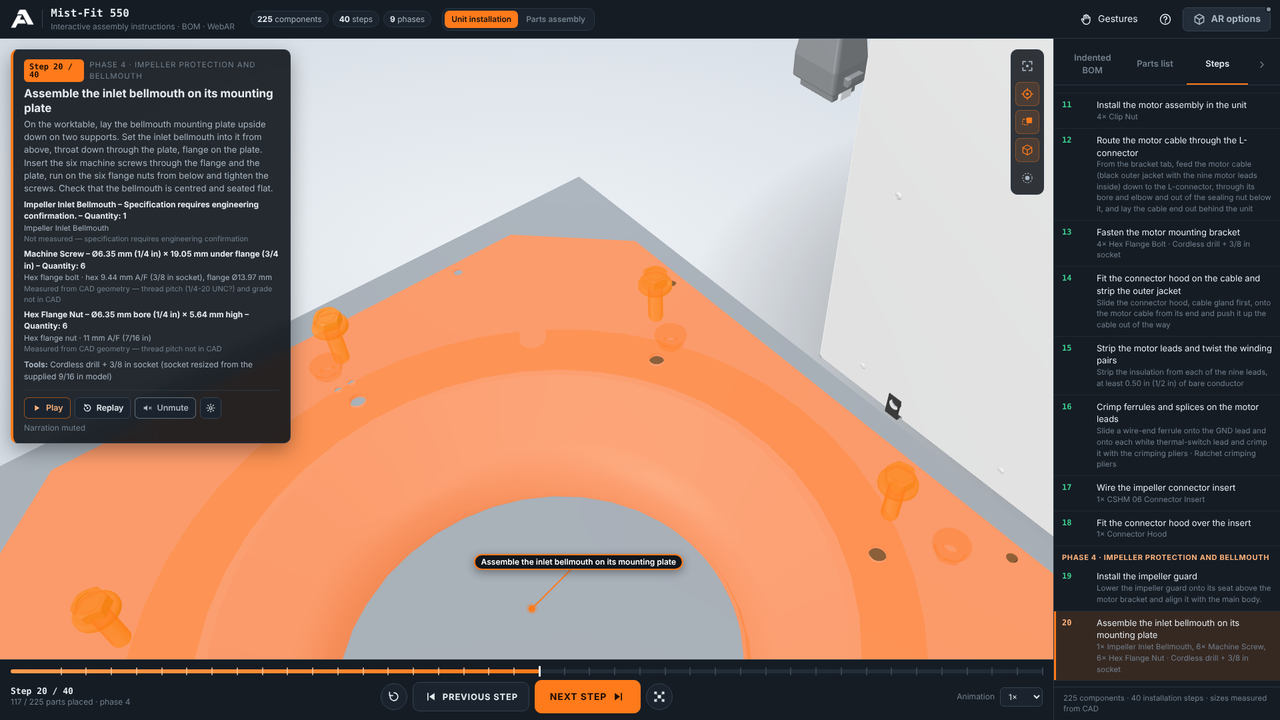 Mist-Fit 550
Interactive assembly instructions · BOM · WebAR
225 components
40 steps
9 phases
Unit installation
Parts assembly
Gestures
AR options
Step 20 / 40
PHASE 4 · IMPELLER PROTECTION AND BELLMOUTH
Assemble the inlet bellmouth on its mounting
plate
On the worktable, lay the bellmouth mounting plate upside
down on two supports. Set the inlet bellmouth into it from
above, throat down through the plate, flange on the plate.
Insert the six machine screws through the flange and the
plate, run on the six flange nuts from below and tighten the
screws. Check that the bellmouth is centred and seated flat.
Impeller Inlet Bellmouth – Specification requires engineering
confirmation. – Quantity: 1
Impeller Inlet Bellmouth
Not measured — specification requires engineering confirmation
Machine Screw – Ø6.35 mm (1/4 in) × 19.05 mm under flange (3/4
in) – Quantity: 6
Hex flange bolt · hex 9.44 mm A/F (3/8 in socket), flange Ø13.97 mm
Measured from CAD geometry — thread pitch (1/4-20 UNC?) and grade
not in CAD
Hex Flange Nut – Ø6.35 mm bore (1/4 in) × 5.64 mm high –
Quantity: 6
Hex flange nut · 11 mm A/F (7/16 in)
Measured from CAD geometry — thread pitch not in CAD
Tools: Cordless drill + 3/8 in socket (socket resized from the
supplied 9/16 in model)
Play
Replay
Unmute
Narration muted
Assemble the inlet bellmouth on its mounting plate
Indented
BOM
Parts list
Steps
11
Install the motor assembly in the unit
4× Clip Nut
12
Route the motor cable through the L-
connector
From the bracket tab, feed the motor cable
(black outer jacket with the nine motor leads
inside) down to the L-connector, through its
bore and elbow and out of the sealing nut below
it, and lay the cable end out behind the unit
13
Fasten the motor mounting bracket
4× Hex Flange Bolt · Cordless drill + 3/8 in
socket
14
Fit the connector hood on the cable and
strip the outer jacket
Slide the connector hood, cable gland first, onto
the motor cable from its end and push it up the
cable out of the way
15
Strip the motor leads and twist the winding
pairs
Strip the insulation from each of the nine leads,
at least 0.50 in (1/2 in) of bare conductor
16
Crimp ferrules and splices on the motor
leads
Slide a wire-end ferrule onto the GND lead and
onto each white thermal-switch lead and crimp
it with the crimping pliers · Ratchet crimping
pliers
17
Wire the impeller connector insert
1× CSHM 06 Connector Insert
18
Fit the connector hood over the insert
1× Connector Hood
PHASE 4 · IMPELLER PROTECTION AND BELLMOUTH
19
Install the impeller guard
Lower the impeller guard onto its seat above the
motor bracket and align it with the main body.
20
Assemble the inlet bellmouth on its
mounting plate
1× Impeller Inlet Bellmouth, 6× Machine Screw,
6× Hex Flange Nut · Cordless drill + 3/8 in
socket
225 components · 40 installation steps · sizes measured
from CAD
Step 20 / 40
117 / 225 parts placed · phase 4
PREVIOUS STEP
NEXT STEP
Animation
1×